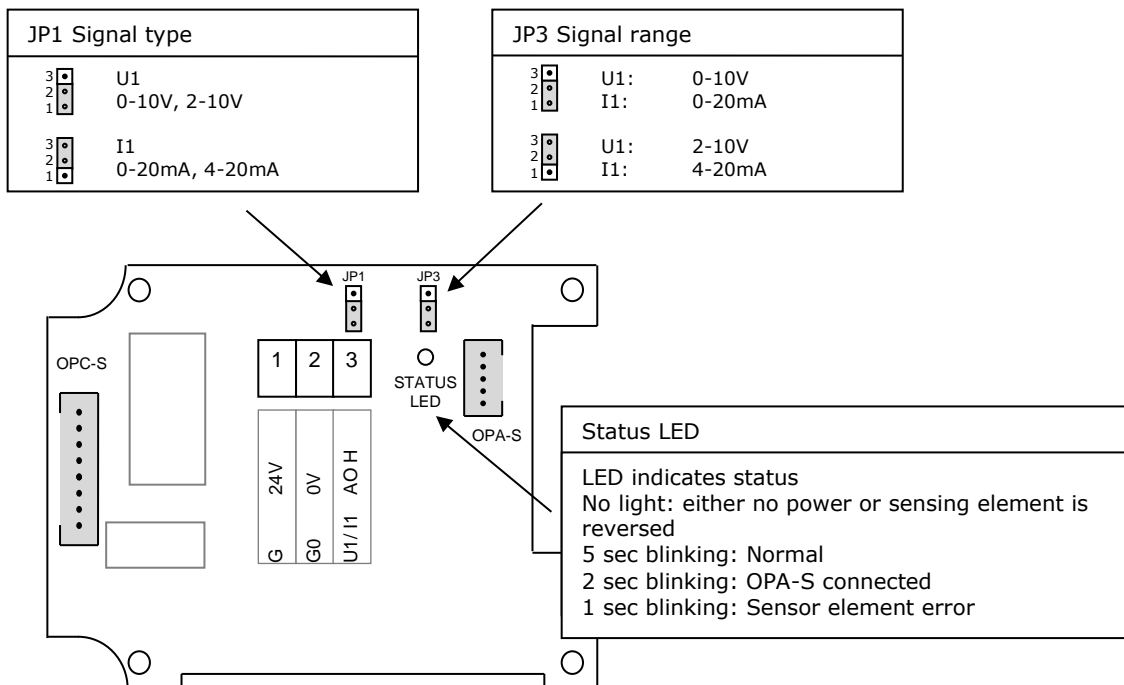 JP1 Signal type
3
2
1
U1
0-10V, 2-10V
3
2
1
I1
0-20mA, 4-20mA
JP3 Signal range
3
2
1
U1: 0-10V
I1: 0-20mA
3
2
1
U1: 2-10V
I1: 4-20mA
JP1
JP3
OPC-S
1 2 3
STATUS
LED
OPA-S
G 24V
G0 0V
U1/I1 AO H
Status LED
LED indicates status
No light: either no power or sensing element is
reversed
5 sec blinking: Normal
2 sec blinking: OPA-S connected
1 sec blinking: Sensor element error